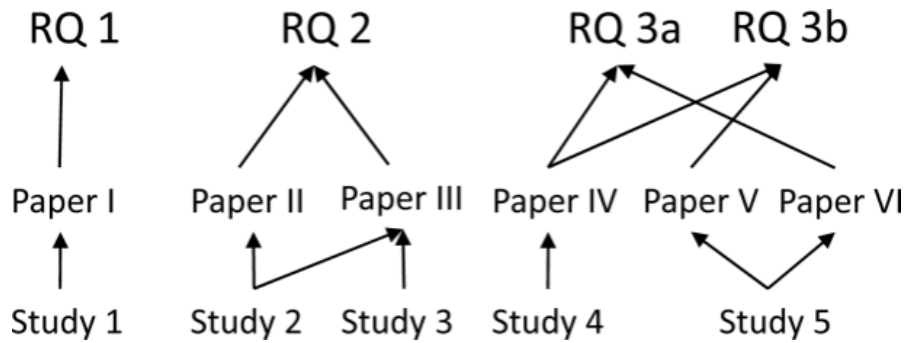 RQ 1 RQ 2 RQ 3a RQ 3b
Paper I Paper II Paper III Paper IV Paper V Paper VI
Study 1 Study 2 Study 3 Study 4 Study 5